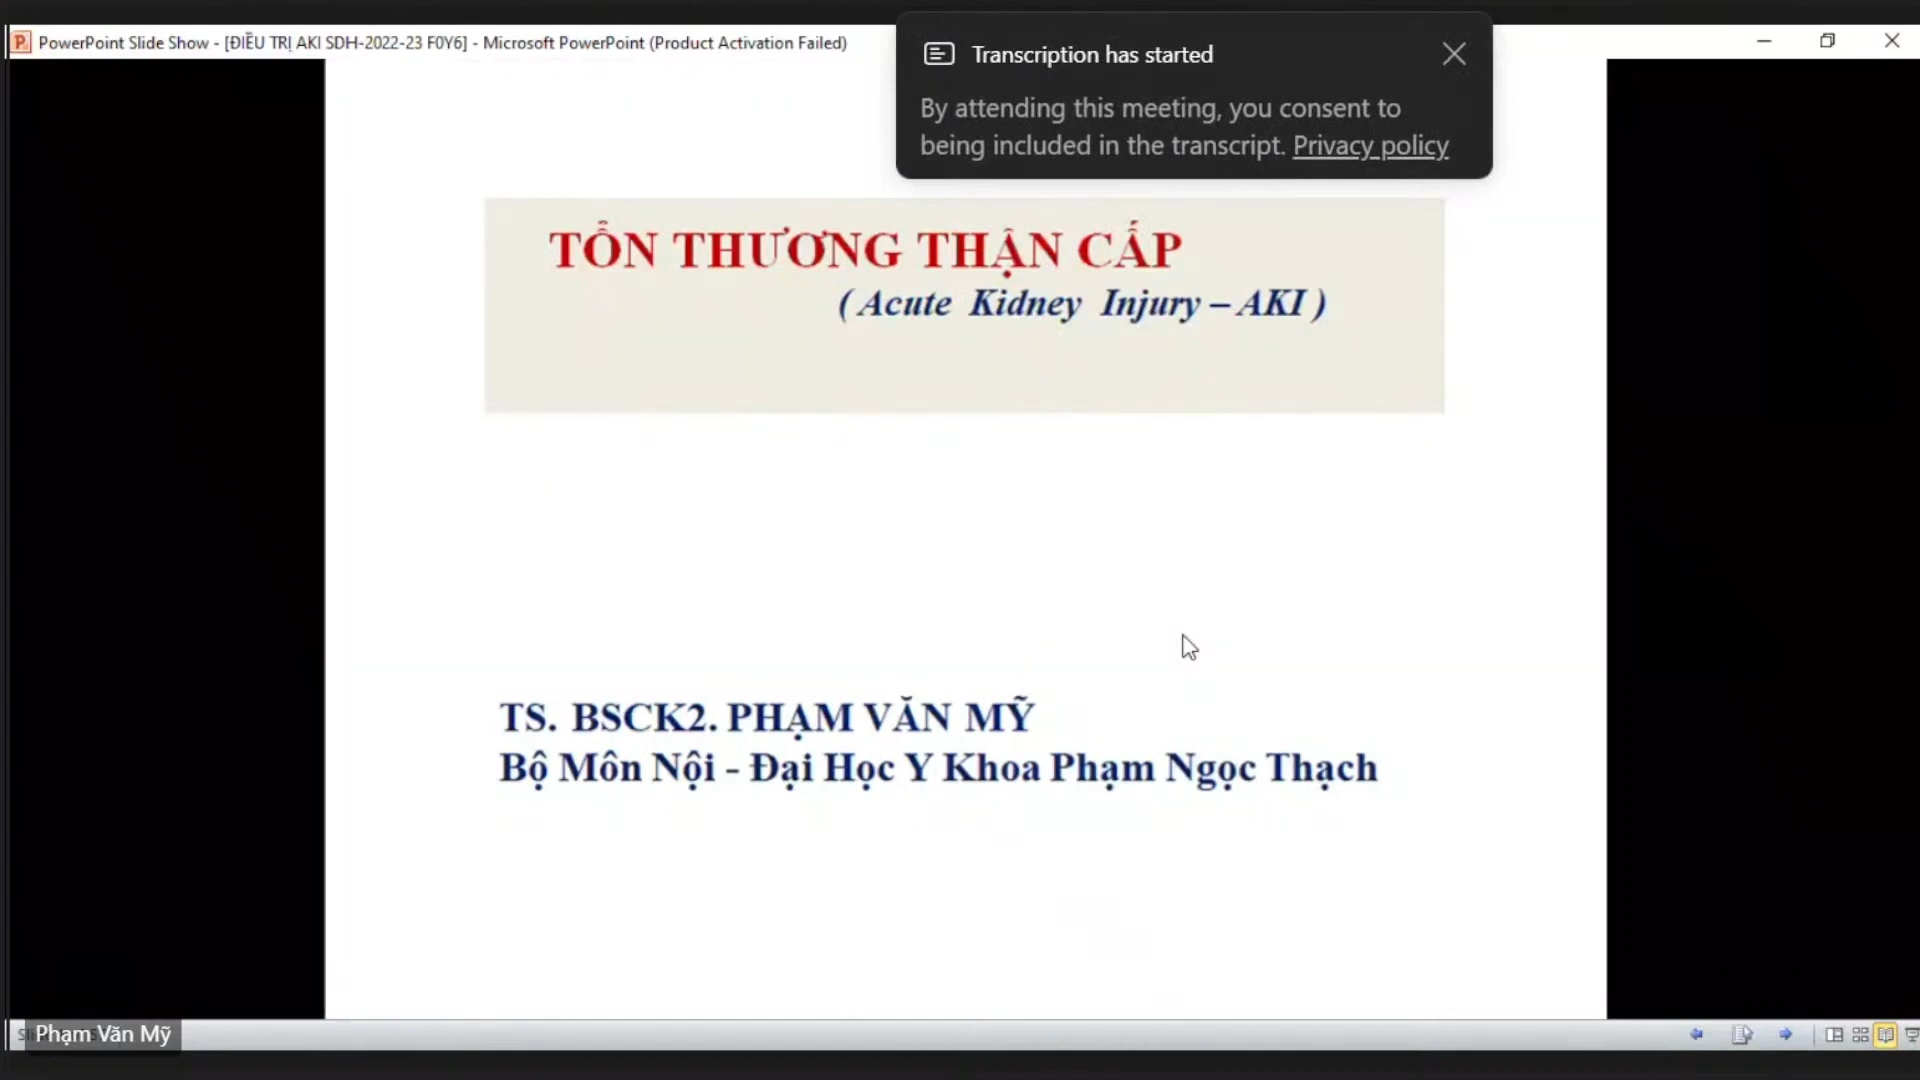 PowerPoint Slide Show - [ĐIỀU TRỊ AKI SDH-2022-23 F0Y6] - Microsoft PowerPoint (Product Activation Failed)
Transcription has started
By attending this meeting, you consent to
being included in the transcript. Privacy policy
TỔN THƯƠNG THẬN CẤP
( Acute Kidney Injury – AKI )
TS. BSCK2. PHẠM VĂN MỸ
Bộ Môn Nội - Đại Học Y Khoa Phạm Ngọc Thạch
Phạm Văn Mỹ